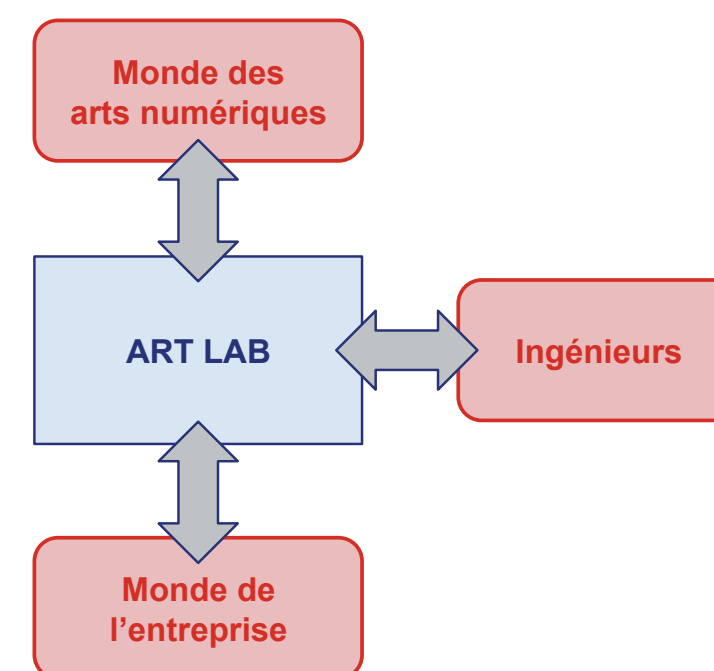 Monde des
arts numériques
ART LAB
Ingénieurs
Monde de
l’entreprise